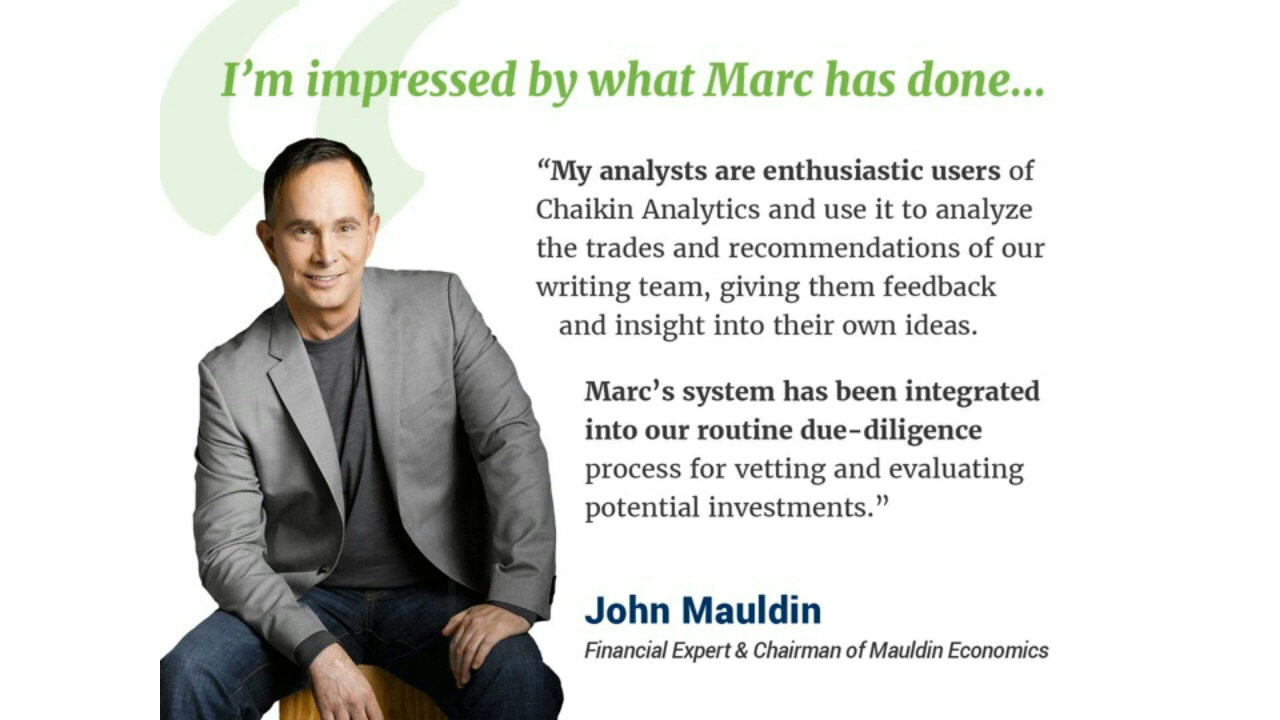 I’m impressed by what Marc has done...
“My analysts are enthusiastic users of
Chaikin Analytics and use it to analyze
the trades and recommendations of our
writing team, giving them feedback
and insight into their own ideas.
Marc’s system has been integrated
into our routine due-diligence
process for vetting and evaluating
potential investments.”
John Mauldin
Financial Expert & Chairman of Mauldin Economics